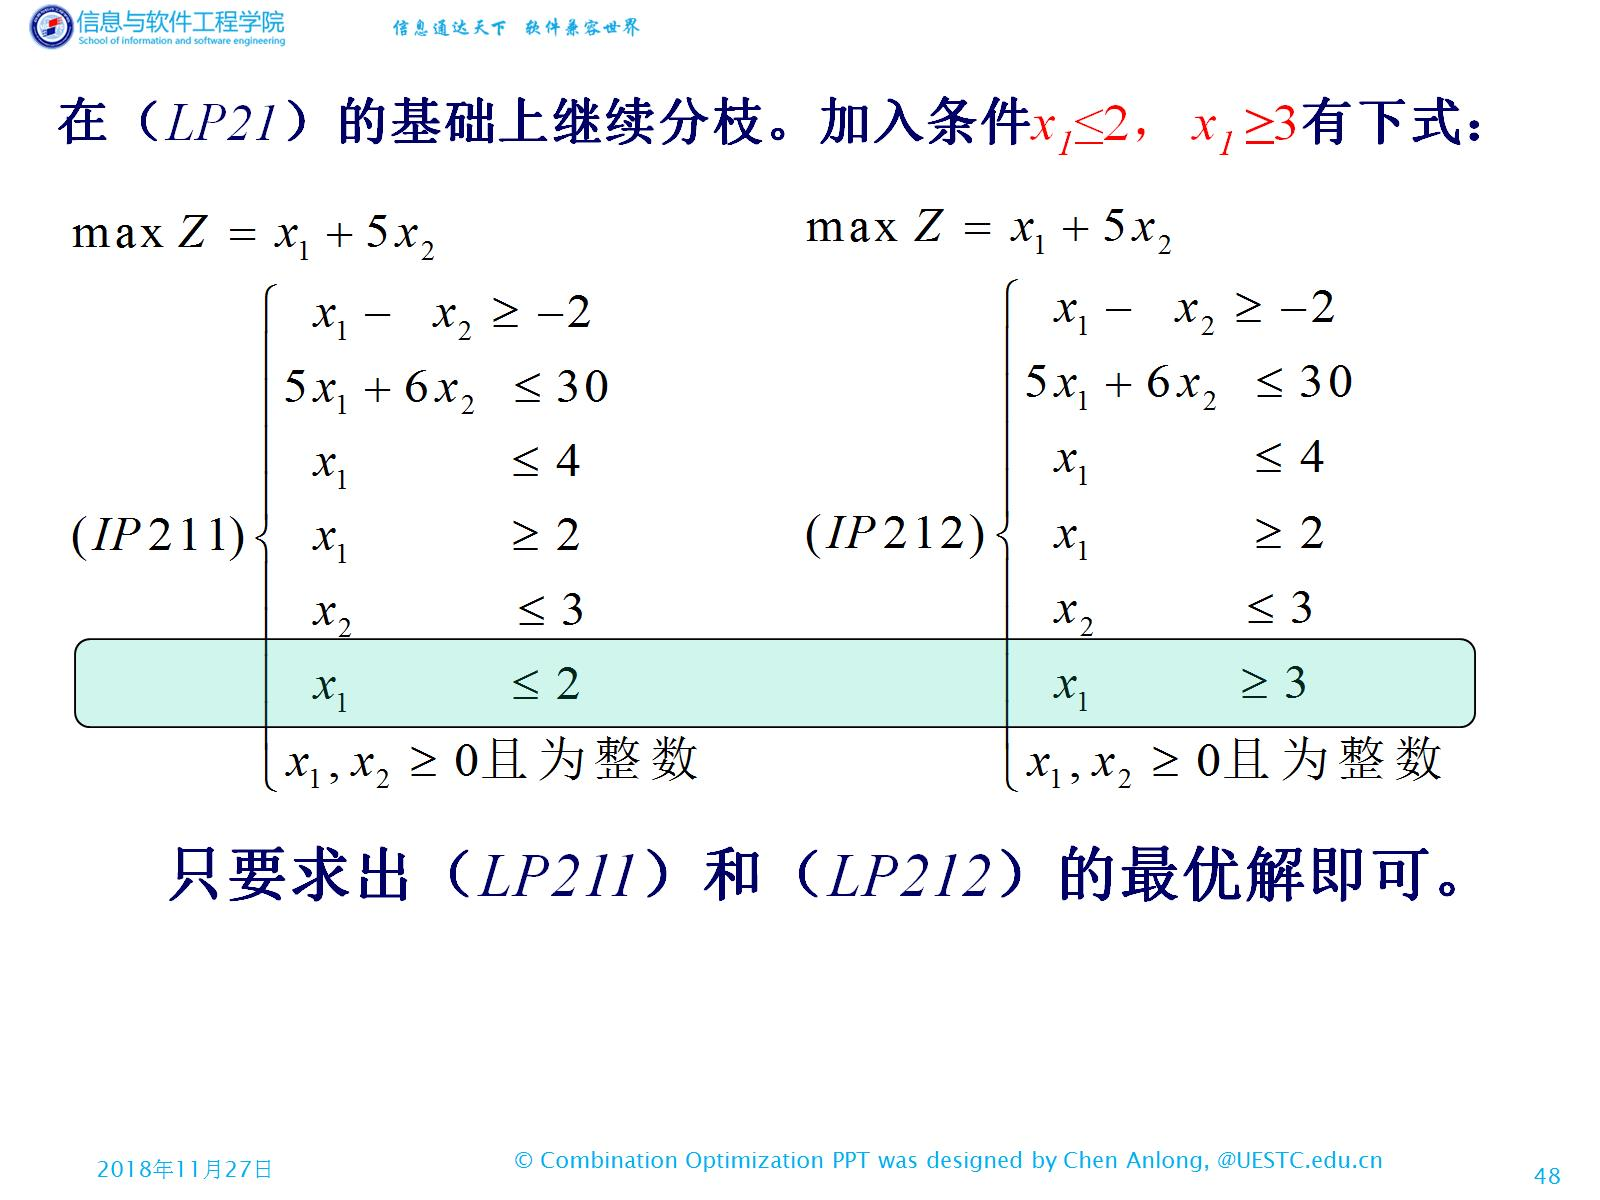 信息与软件工程学院
School of information and software engineering
信息通达天下 软件兼容世界
在（LP21）的基础上继续分枝。加入条件x₁≤2， x₁ ≥3有下式：
max Z = x₁ + 5x₂
x₁ − x₂ ≥ −2
5x₁ + 6x₂ ≤ 30
x₁ ≤ 4
(IP211) x₁ ≥ 2
x₂ ≤ 3
x₁ ≤ 2
x₁, x₂ ≥ 0且为整数
max Z = x₁ + 5x₂
x₁ − x₂ ≥ −2
5x₁ + 6x₂ ≤ 30
x₁ ≤ 4
(IP212) x₁ ≥ 2
x₂ ≤ 3
x₁ ≥ 3
x₁, x₂ ≥ 0且为整数
只要求出（LP211）和（LP212）的最优解即可。
2018年11月27日
© Combination Optimization PPT was designed by Chen Anlong, @UESTC.edu.cn
48